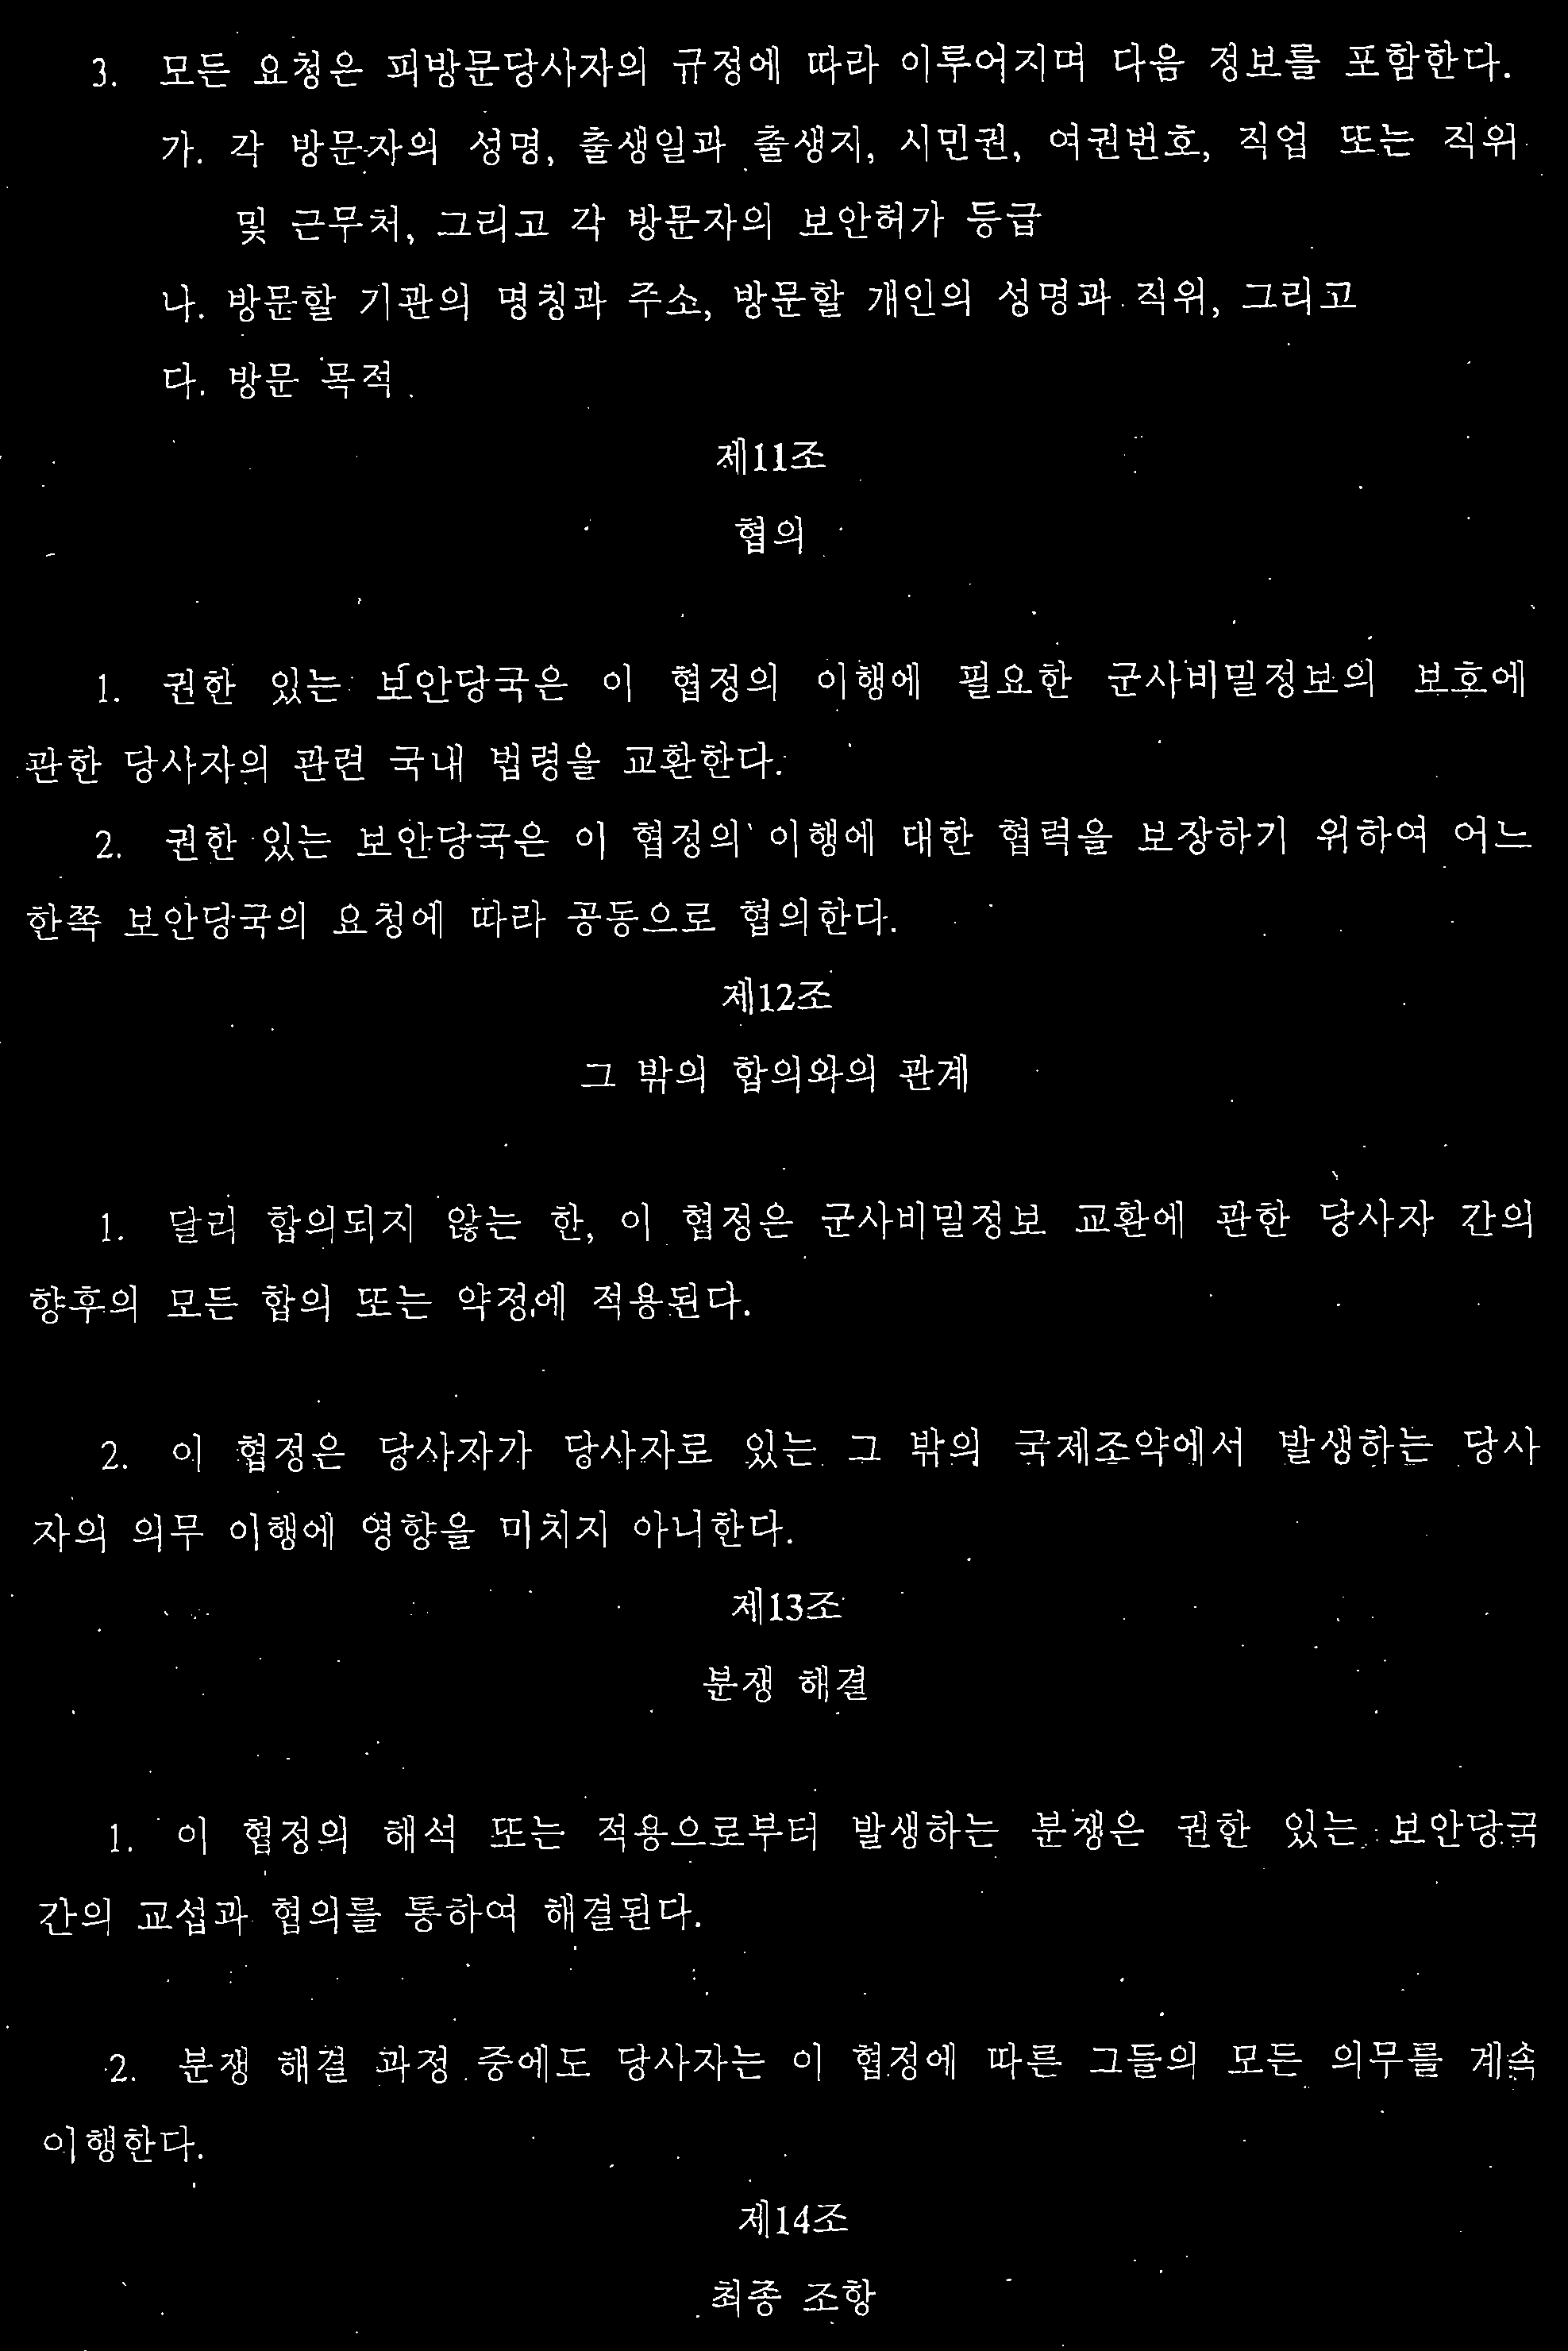 3. 모든 요청은 피방문당사자의 규정에 따라 이루어지며 다음 정보를 포함한다.
가. 각 방문자의 성명, 출생일과 출생지, 시민권, 여권번호, 직업 또는 직위
및 근무처, 그리고 각 방문자의 보안허가 등급
나. 방문할 기관의 명칭과 주소, 방문할 개인의 성명과 직위, 그리고
다. 방문 목적
제11조
협의
1. 권한 있는 보안당국은 이 협정의 이행에 필요한 군사비밀정보의 보호에
관한 당사자의 관련 국내 법령을 교환한다.
2. 권한 있는 보안당국은 이 협정의 이행에 대한 협력을 보장하기 위하여 어느
한쪽 보안당국의 요청에 따라 공동으로 협의한다.
제12조
그 밖의 합의와의 관계
1. 달리 합의되지 않는 한, 이 협정은 군사비밀정보 교환에 관한 당사자 간의
향후의 모든 합의 또는 약정에 적용된다.
2. 이 협정은 당사자가 당사자로 있는 그 밖의 국제조약에서 발생하는 당사
자의 의무 이행에 영향을 미치지 아니한다.
제13조
분쟁 해결
1. 이 협정의 해석 또는 적용으로부터 발생하는 분쟁은 권한 있는 보안당국
간의 교섭과 협의를 통하여 해결된다.
2. 분쟁 해결 과정 중에도 당사자는 이 협정에 따른 그들의 모든 의무를 계속
이행한다.
제14조
최종 조항